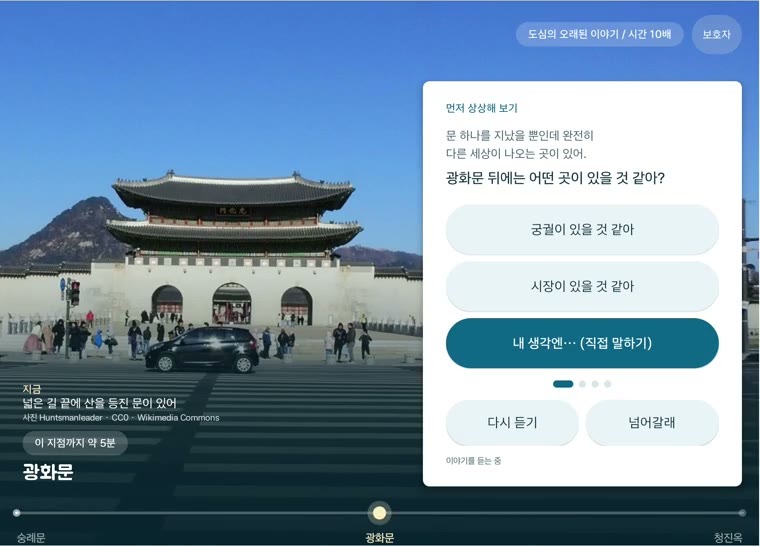 도심의 오래된 이야기 / 시간 10배
보호자
먼저 상상해 보기
문 하나를 지났을 뿐인데 완전히
다른 세상이 나오는 곳이 있어.
광화문 뒤에는 어떤 곳이 있을 것 같아?
궁궐이 있을 것 같아
시장이 있을 것 같아
내 생각엔… (직접 말하기)
다시 듣기
넘어갈래
이야기를 듣는 중
지금
넓은 길 끝에 산을 등진 문이 있어
사진 Huntsmanleader · CC0 · Wikimedia Commons
이 지점까지 약 5분
광화문
숭례문
광화문
청진옥